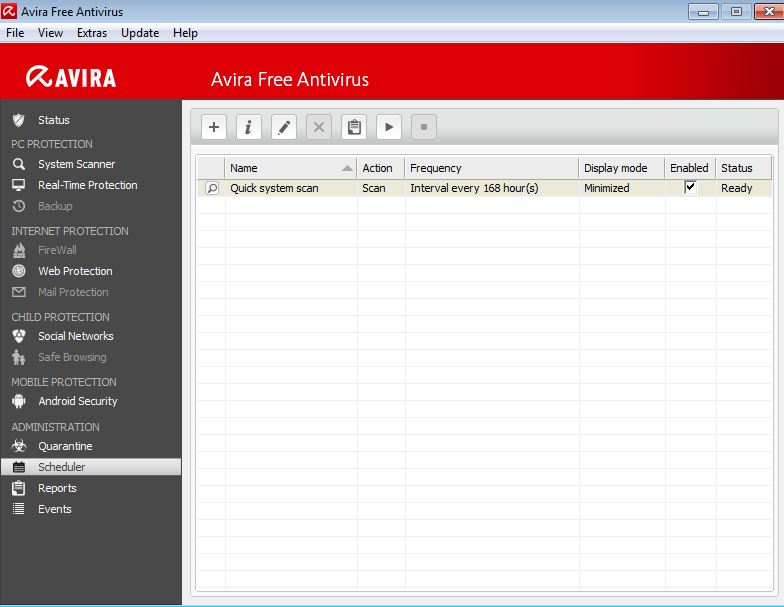 Avira Free Antivirus
File View Extras Update Help
AVIRA
Avira Free Antivirus
Status
PC PROTECTION
System Scanner
Real-Time Protection
Backup
INTERNET PROTECTION
FireWall
Web Protection
Mail Protection
CHILD PROTECTION
Social Networks
Safe Browsing
MOBILE PROTECTION
Android Security
ADMINISTRATION
Quarantine
Scheduler
Reports
Events
Name Action Frequency Display mode Enabled Status
Quick system scan Scan Interval every 168 hour(s) Minimized Ready